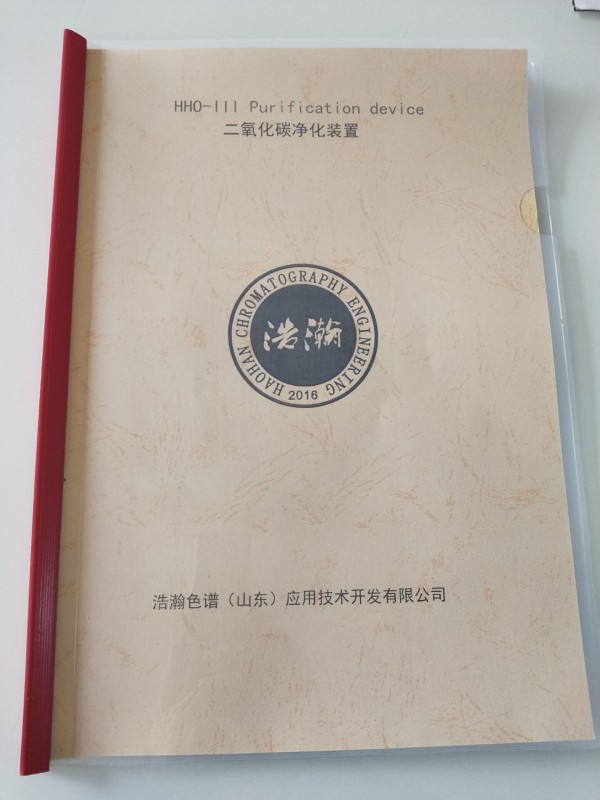 HHO-III Purification device
二氧化碳净化装置
HAOHAN CHROMATOGRAPHY ENGINEERING
浩瀚
2016
浩瀚色谱（山东）应用技术开发有限公司